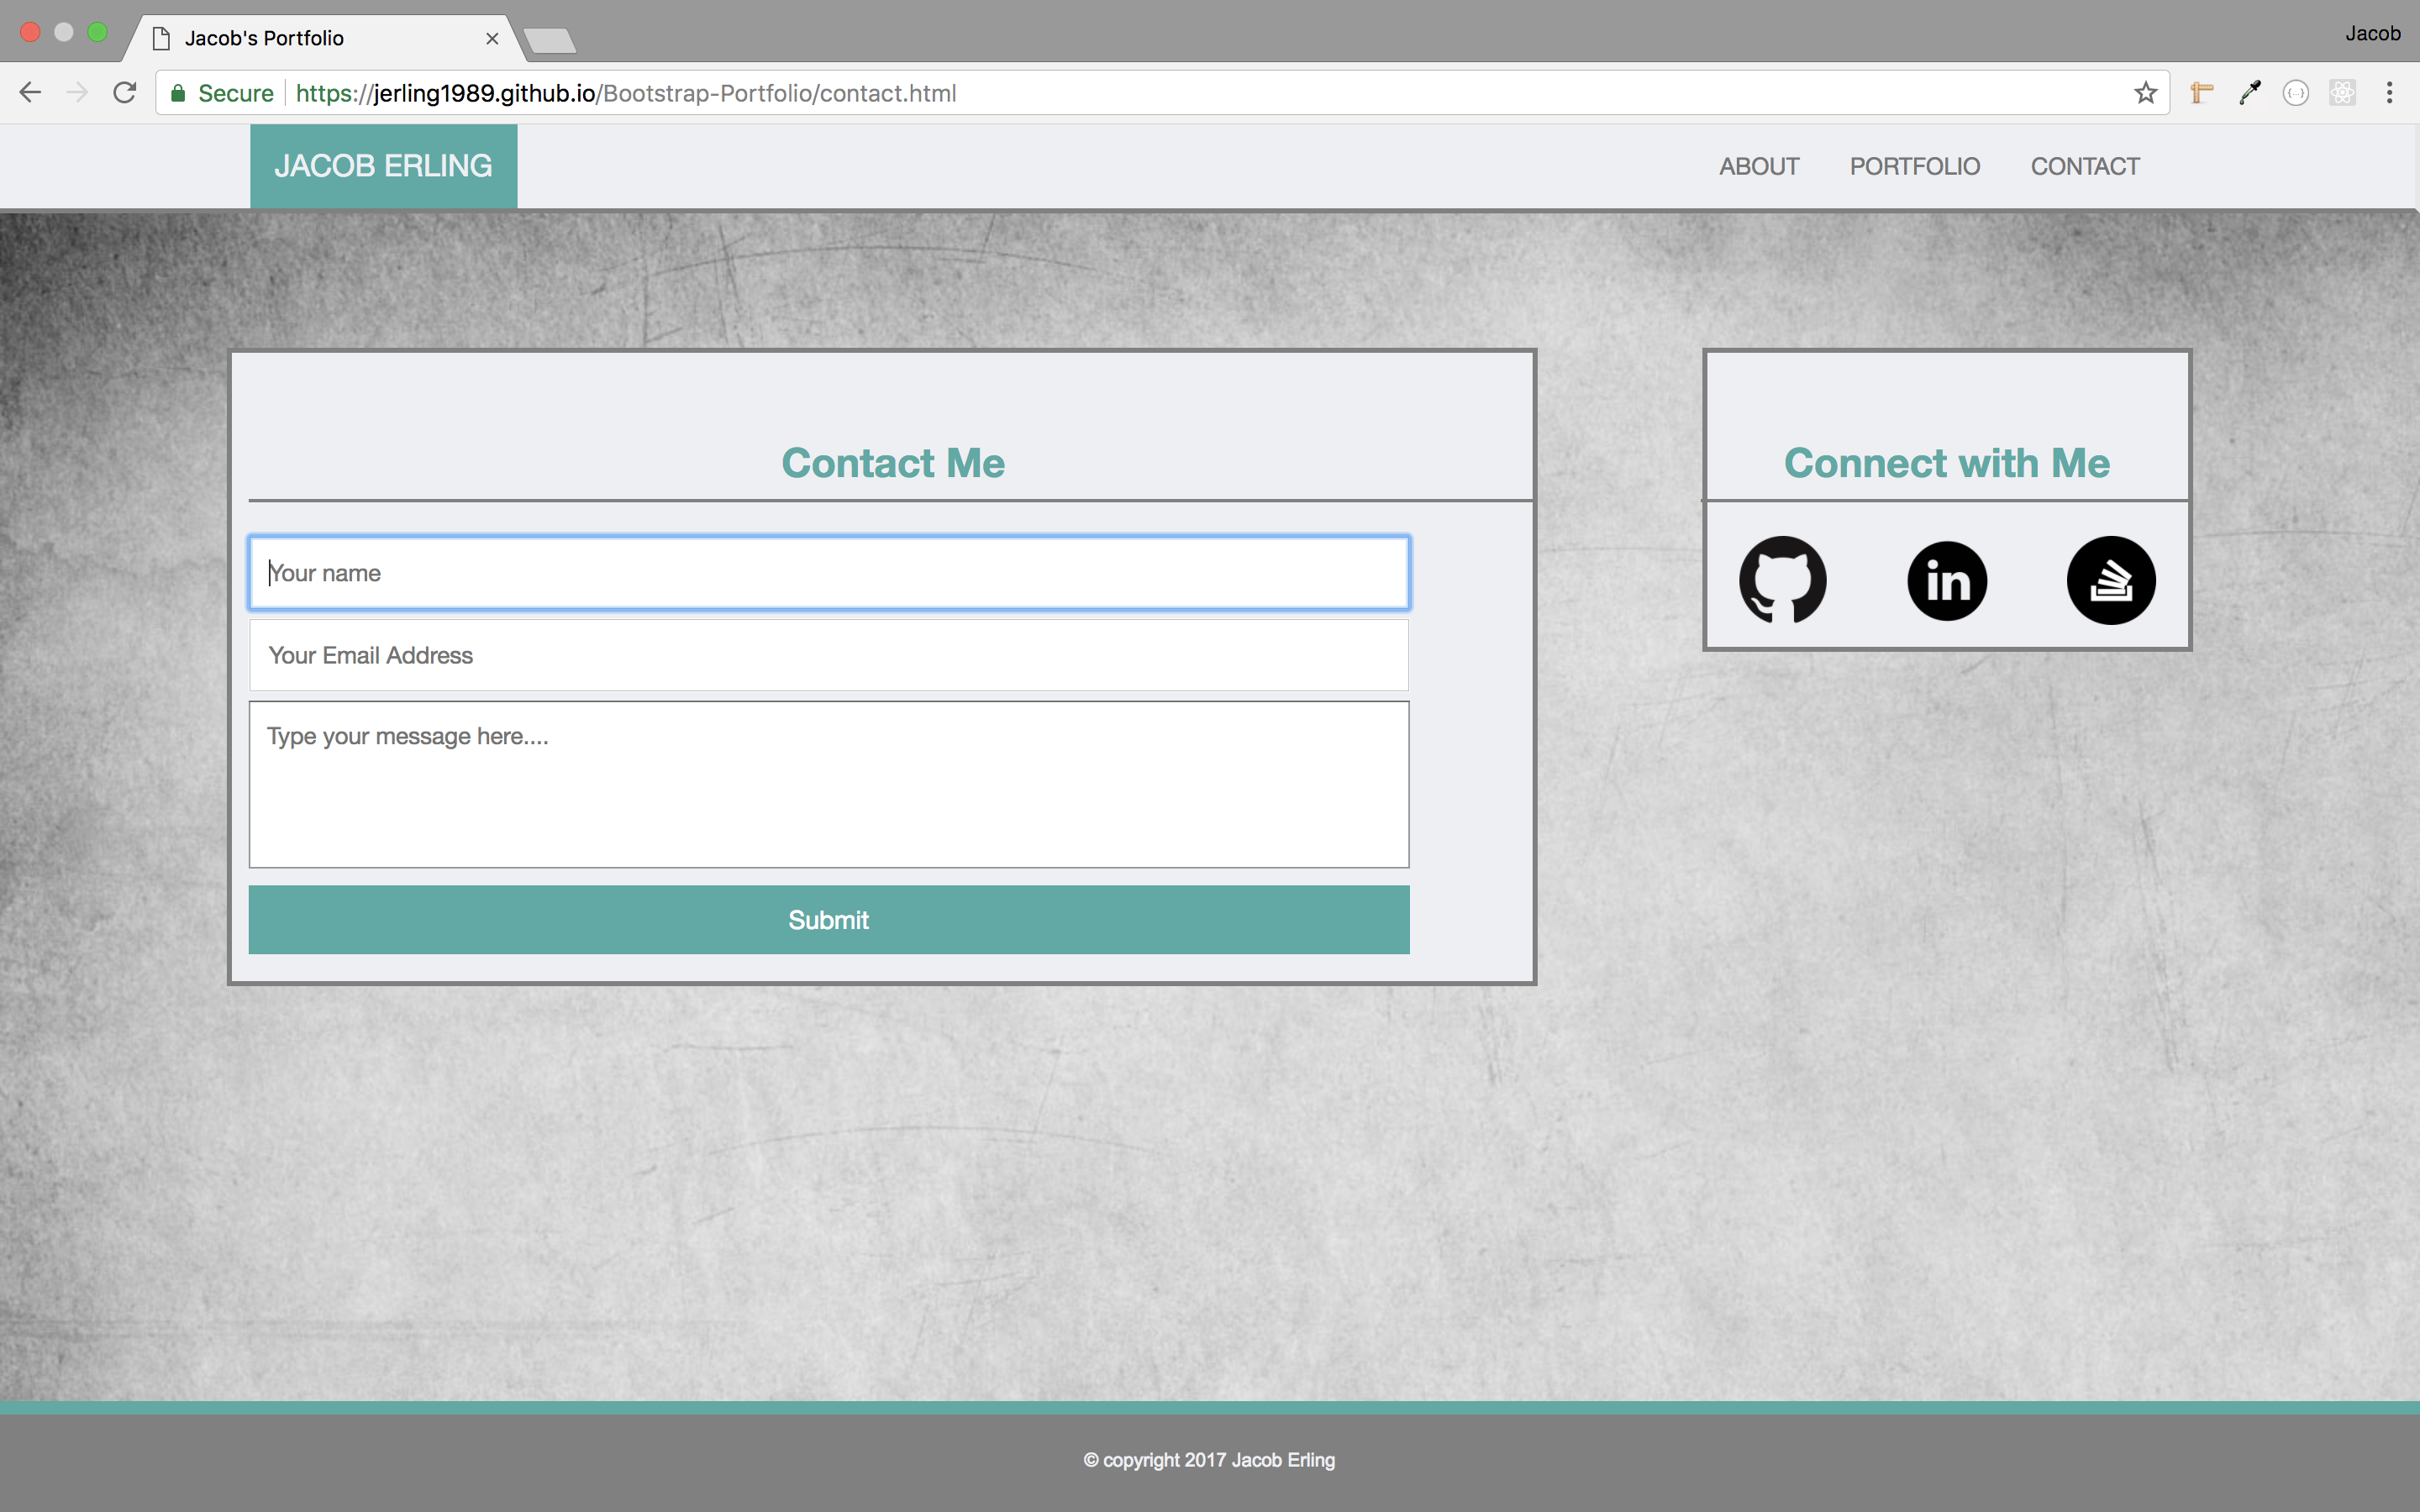 Jacob's Portfolio
Jacob
Secure https://jerling1989.github.io/Bootstrap-Portfolio/contact.html
JACOB ERLING
ABOUT PORTFOLIO CONTACT
Contact Me
Your name
Your Email Address
Type your message here....
Submit
Connect with Me
in
© copyright 2017 Jacob Erling